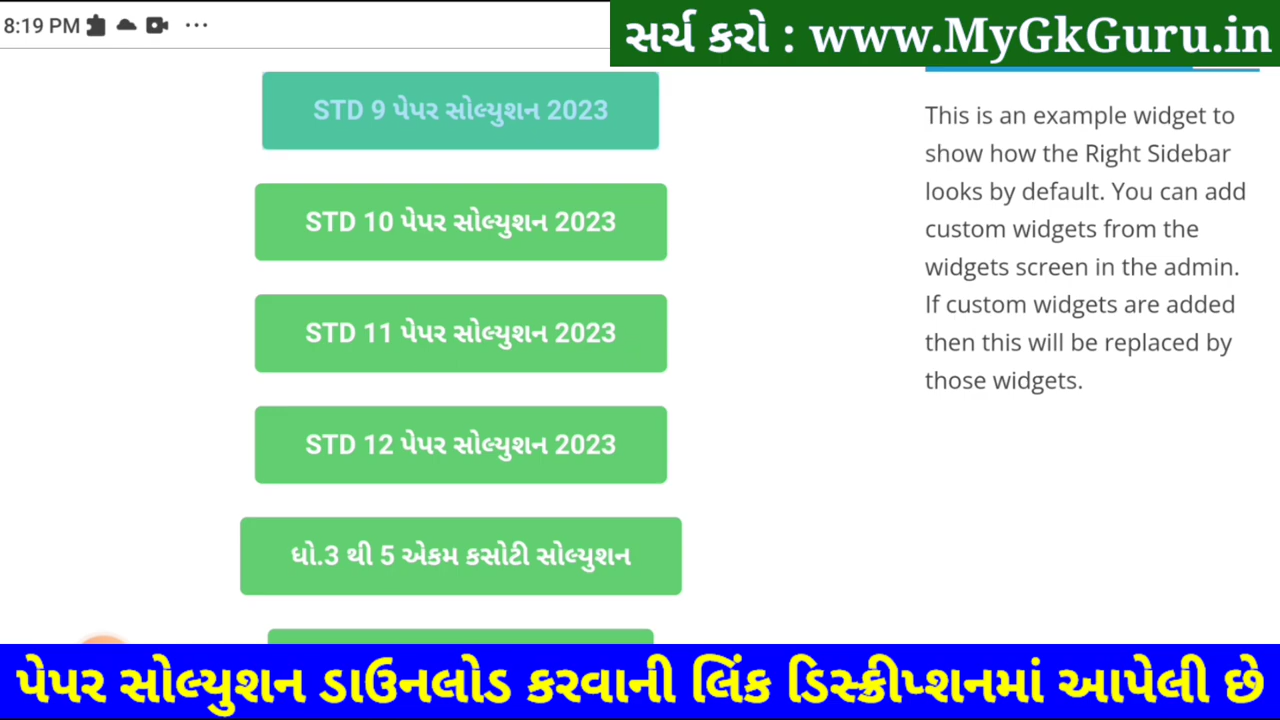 8:19 PM
સર્ચ કરો : www.MyGkGuru.in
STD 9 પેપર સોલ્યુશન 2023
STD 10 પેપર સોલ્યુશન 2023
STD 11 પેપર સોલ્યુશન 2023
STD 12 પેપર સોલ્યુશન 2023
ધો.3 થી 5 એકમ કસોટી સોલ્યુશન
This is an example widget to
show how the Right Sidebar
looks by default. You can add
custom widgets from the
widgets screen in the admin.
If custom widgets are added
then this will be replaced by
those widgets.
પેપર સોલ્યુશન ડાઉનલોડ કરવાની લિંક ડિસ્ક્રીપ્શનમાં આપેલી છે